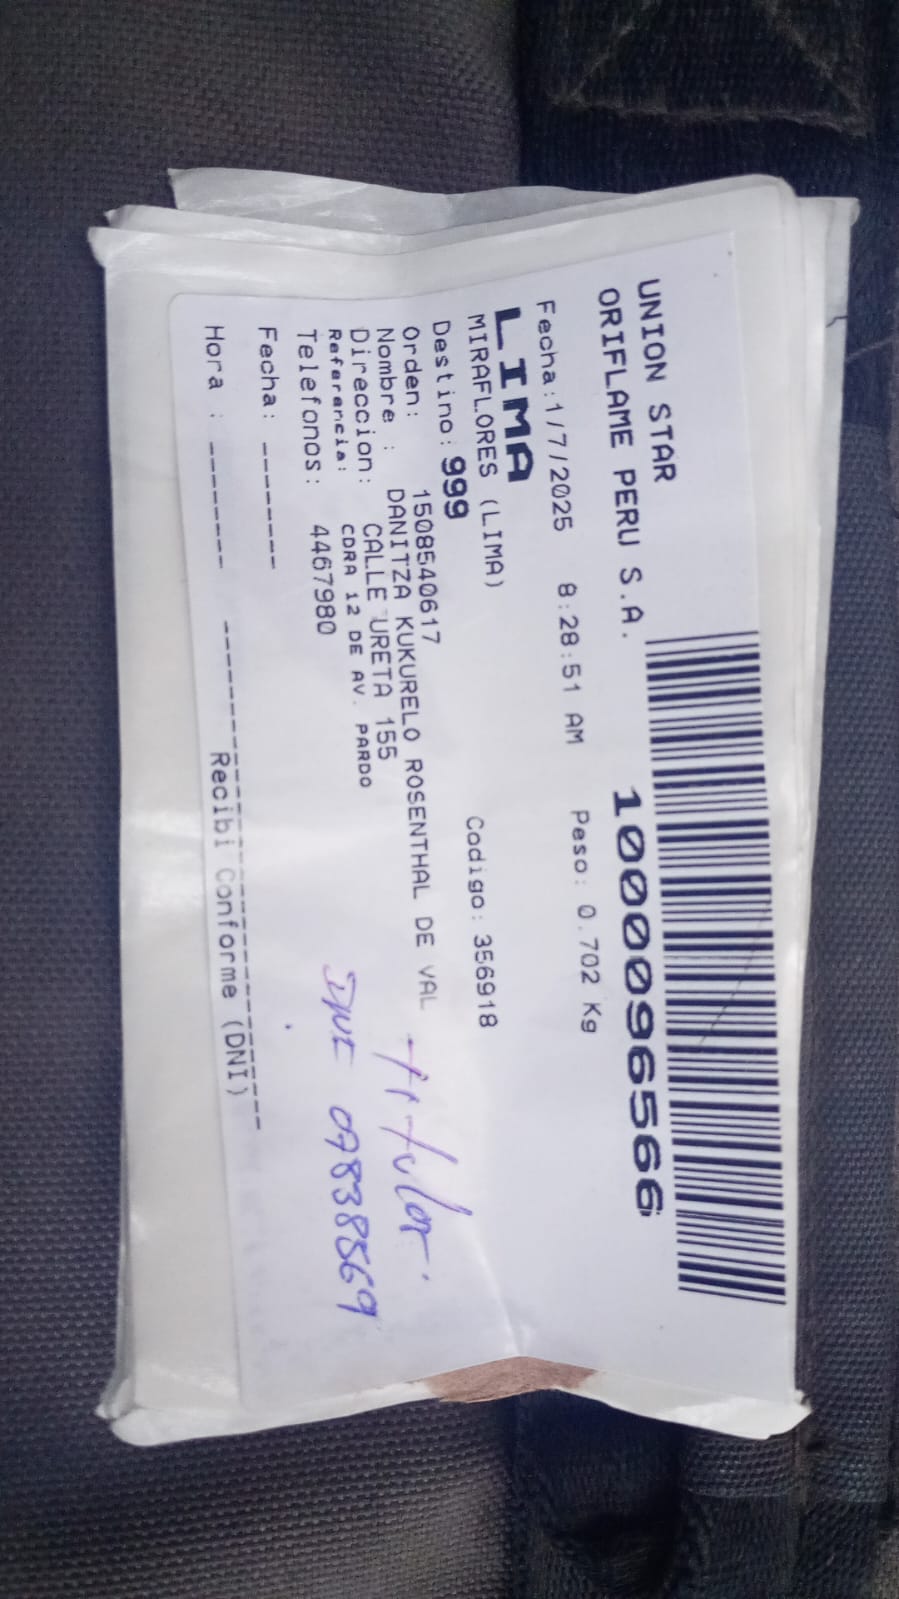 UNION STAR
ORIFLAME PERU S.A.
1000096566
Fecha:1/7/2025 8:28:51 AM Peso: 0.702 Kg
LIMA
MIRAFLORES (LIMA) Codigo: 356918
Destino: 999
Orden: 1508540617
Nombre : DANITZA KUKURELO ROSENTHAL DE VAL
Direccion: CALLE URETA 155
Referencia: CDRA 12 DE AV. PARDO
Telefonos: 4467980
titular.
DNI 07838569
Fecha: -------
Hora : -------
Recibi Conforme (DNI)